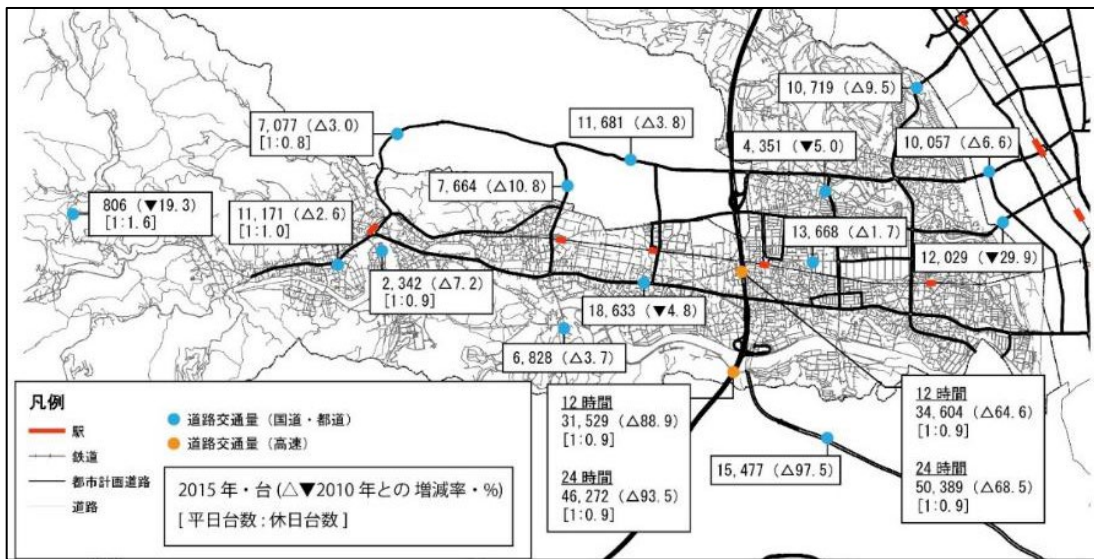 10,719 (△9.5)
7,077 (△3.0)
[1:0.8]
11,681 (△3.8)
4,351 (▼5.0)
10,057 (△6.6)
7,664 (△10.8)
806 (▼19.3)
[1:1.6]
11,171 (△2.6)
[1:1.0]
13,668 (△1.7)
12,029 (▼29.9)
2,342 (△7.2)
[1:0.9]
18,633 (▼4.8)
6,828 (△3.7)
12時間
31,529 (△88.9)
[1:0.9]
24時間
46,272 (△93.5)
[1:0.9]
12時間
34,604 (△64.6)
[1:0.9]
24時間
50,389 (△68.5)
[1:0.9]
15,477 (△97.5)
凡例
駅
鉄道
都市計画道路
道路
道路交通量(国道・都道)
道路交通量(高速)
2015年・台(△▼2010年との増減率・%)
[平日台数:休日台数]